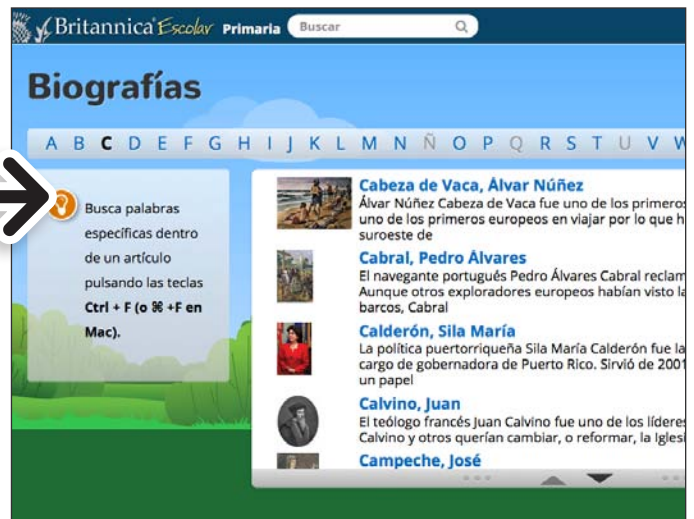 Britannica Escolar Primaria Buscar
Biografías
A B C D E F G H I J K L M N Ñ O P Q R S T U V W
Busca palabras
específicas dentro
de un artículo
pulsando las teclas
Ctrl + F (o ⌘ +F en
Mac).
Cabeza de Vaca, Álvar Núñez
Álvar Núñez Cabeza de Vaca fue uno de los primeros
uno de los primeros europeos en viajar por lo que h
suroeste de
Cabral, Pedro Álvares
El navegante portugués Pedro Álvares Cabral reclam
Aunque otros exploradores europeos habían visto la
barcos, Cabral
Calderón, Sila María
La política puertorriqueña Sila María Calderón fue la
cargo de gobernadora de Puerto Rico. Sirvió de 2001
un papel
Calvino, Juan
El teólogo francés Juan Calvino fue uno de los líderes
Calvino y otros querían cambiar, o reformar, la Iglesi
Campeche, José